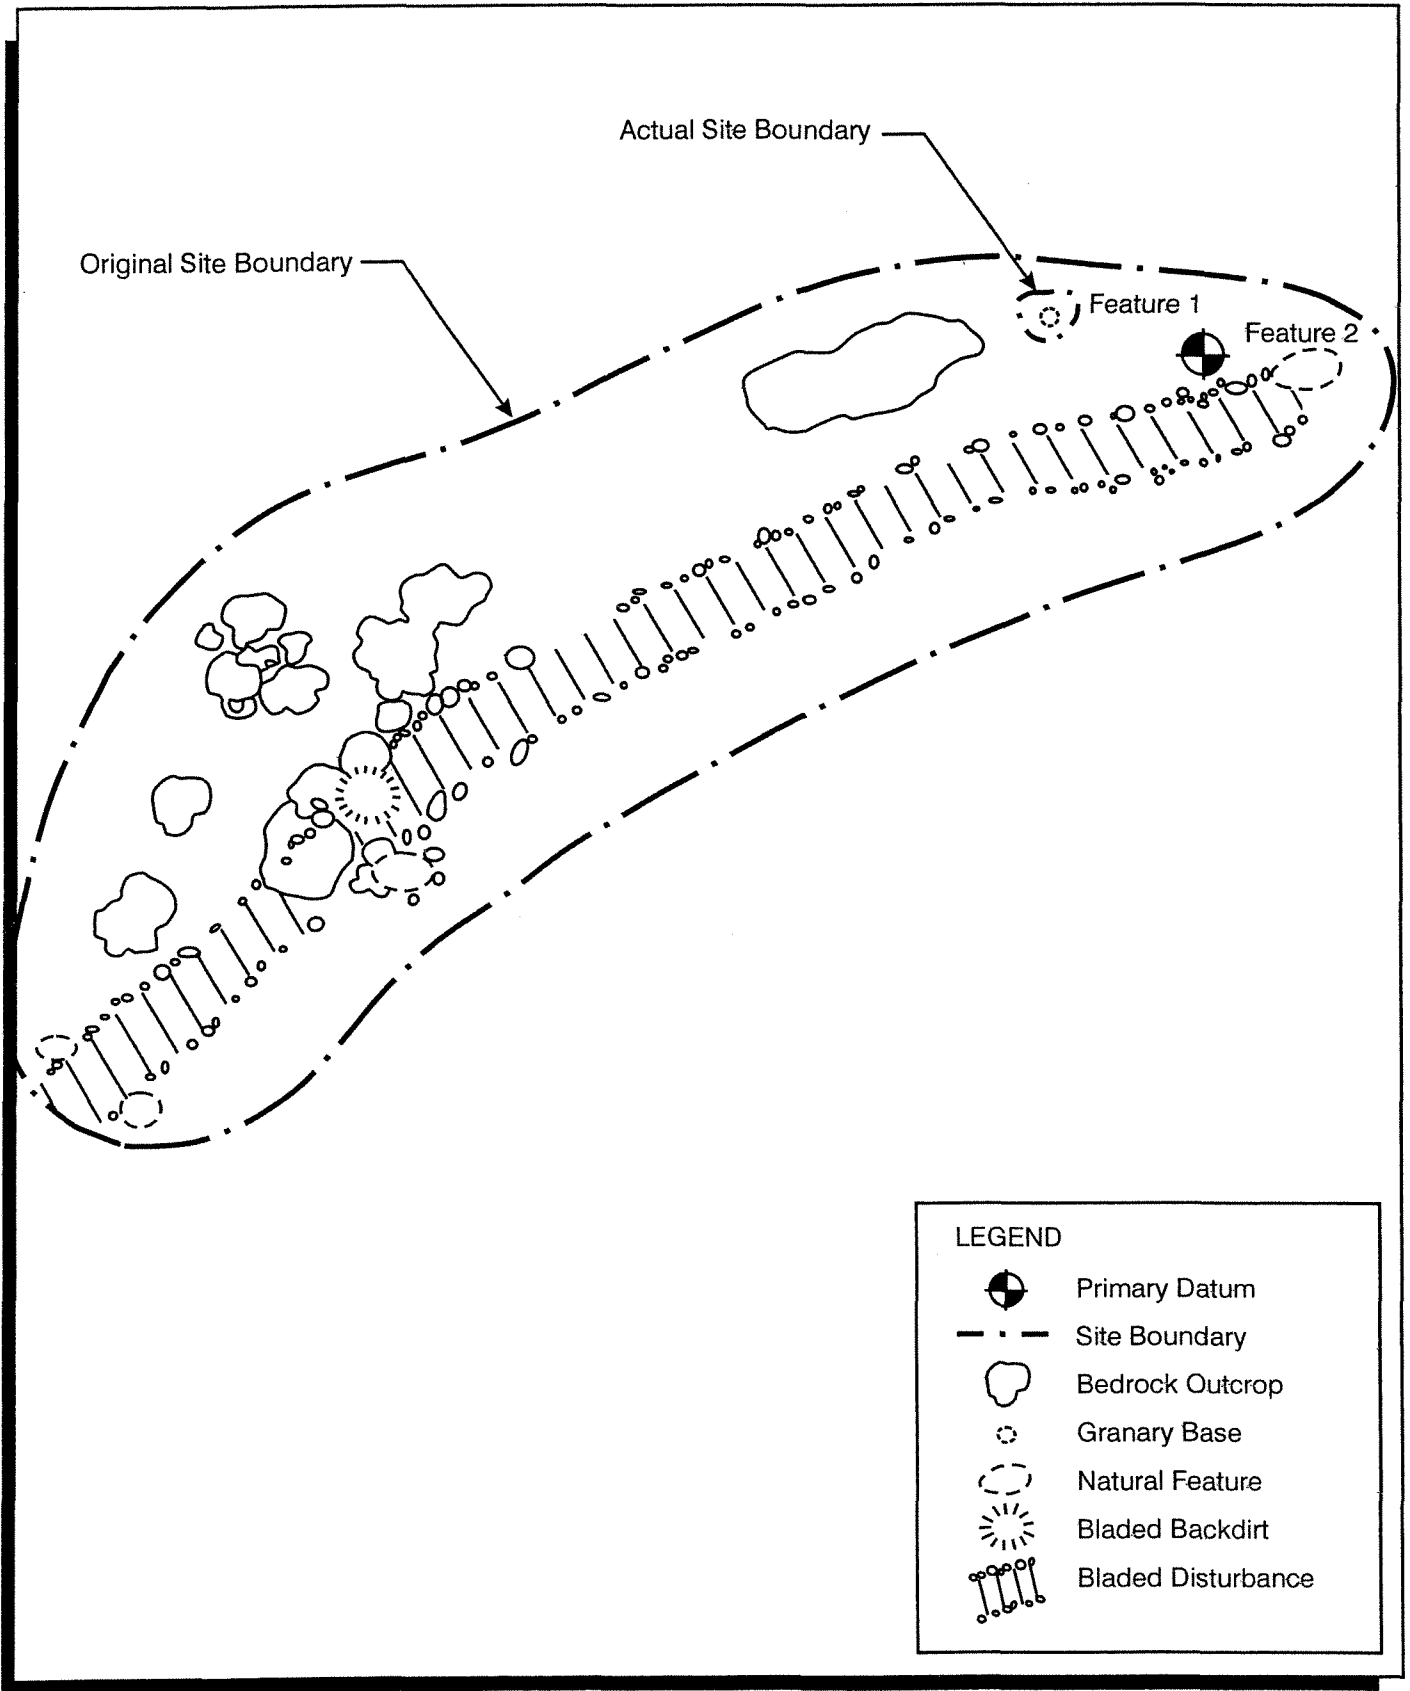 Actual Site Boundary
Original Site Boundary
Feature 1
Feature 2
LEGEND
Primary Datum
Site Boundary
Bedrock Outcrop
Granary Base
Natural Feature
Bladed Backdirt
Bladed Disturbance